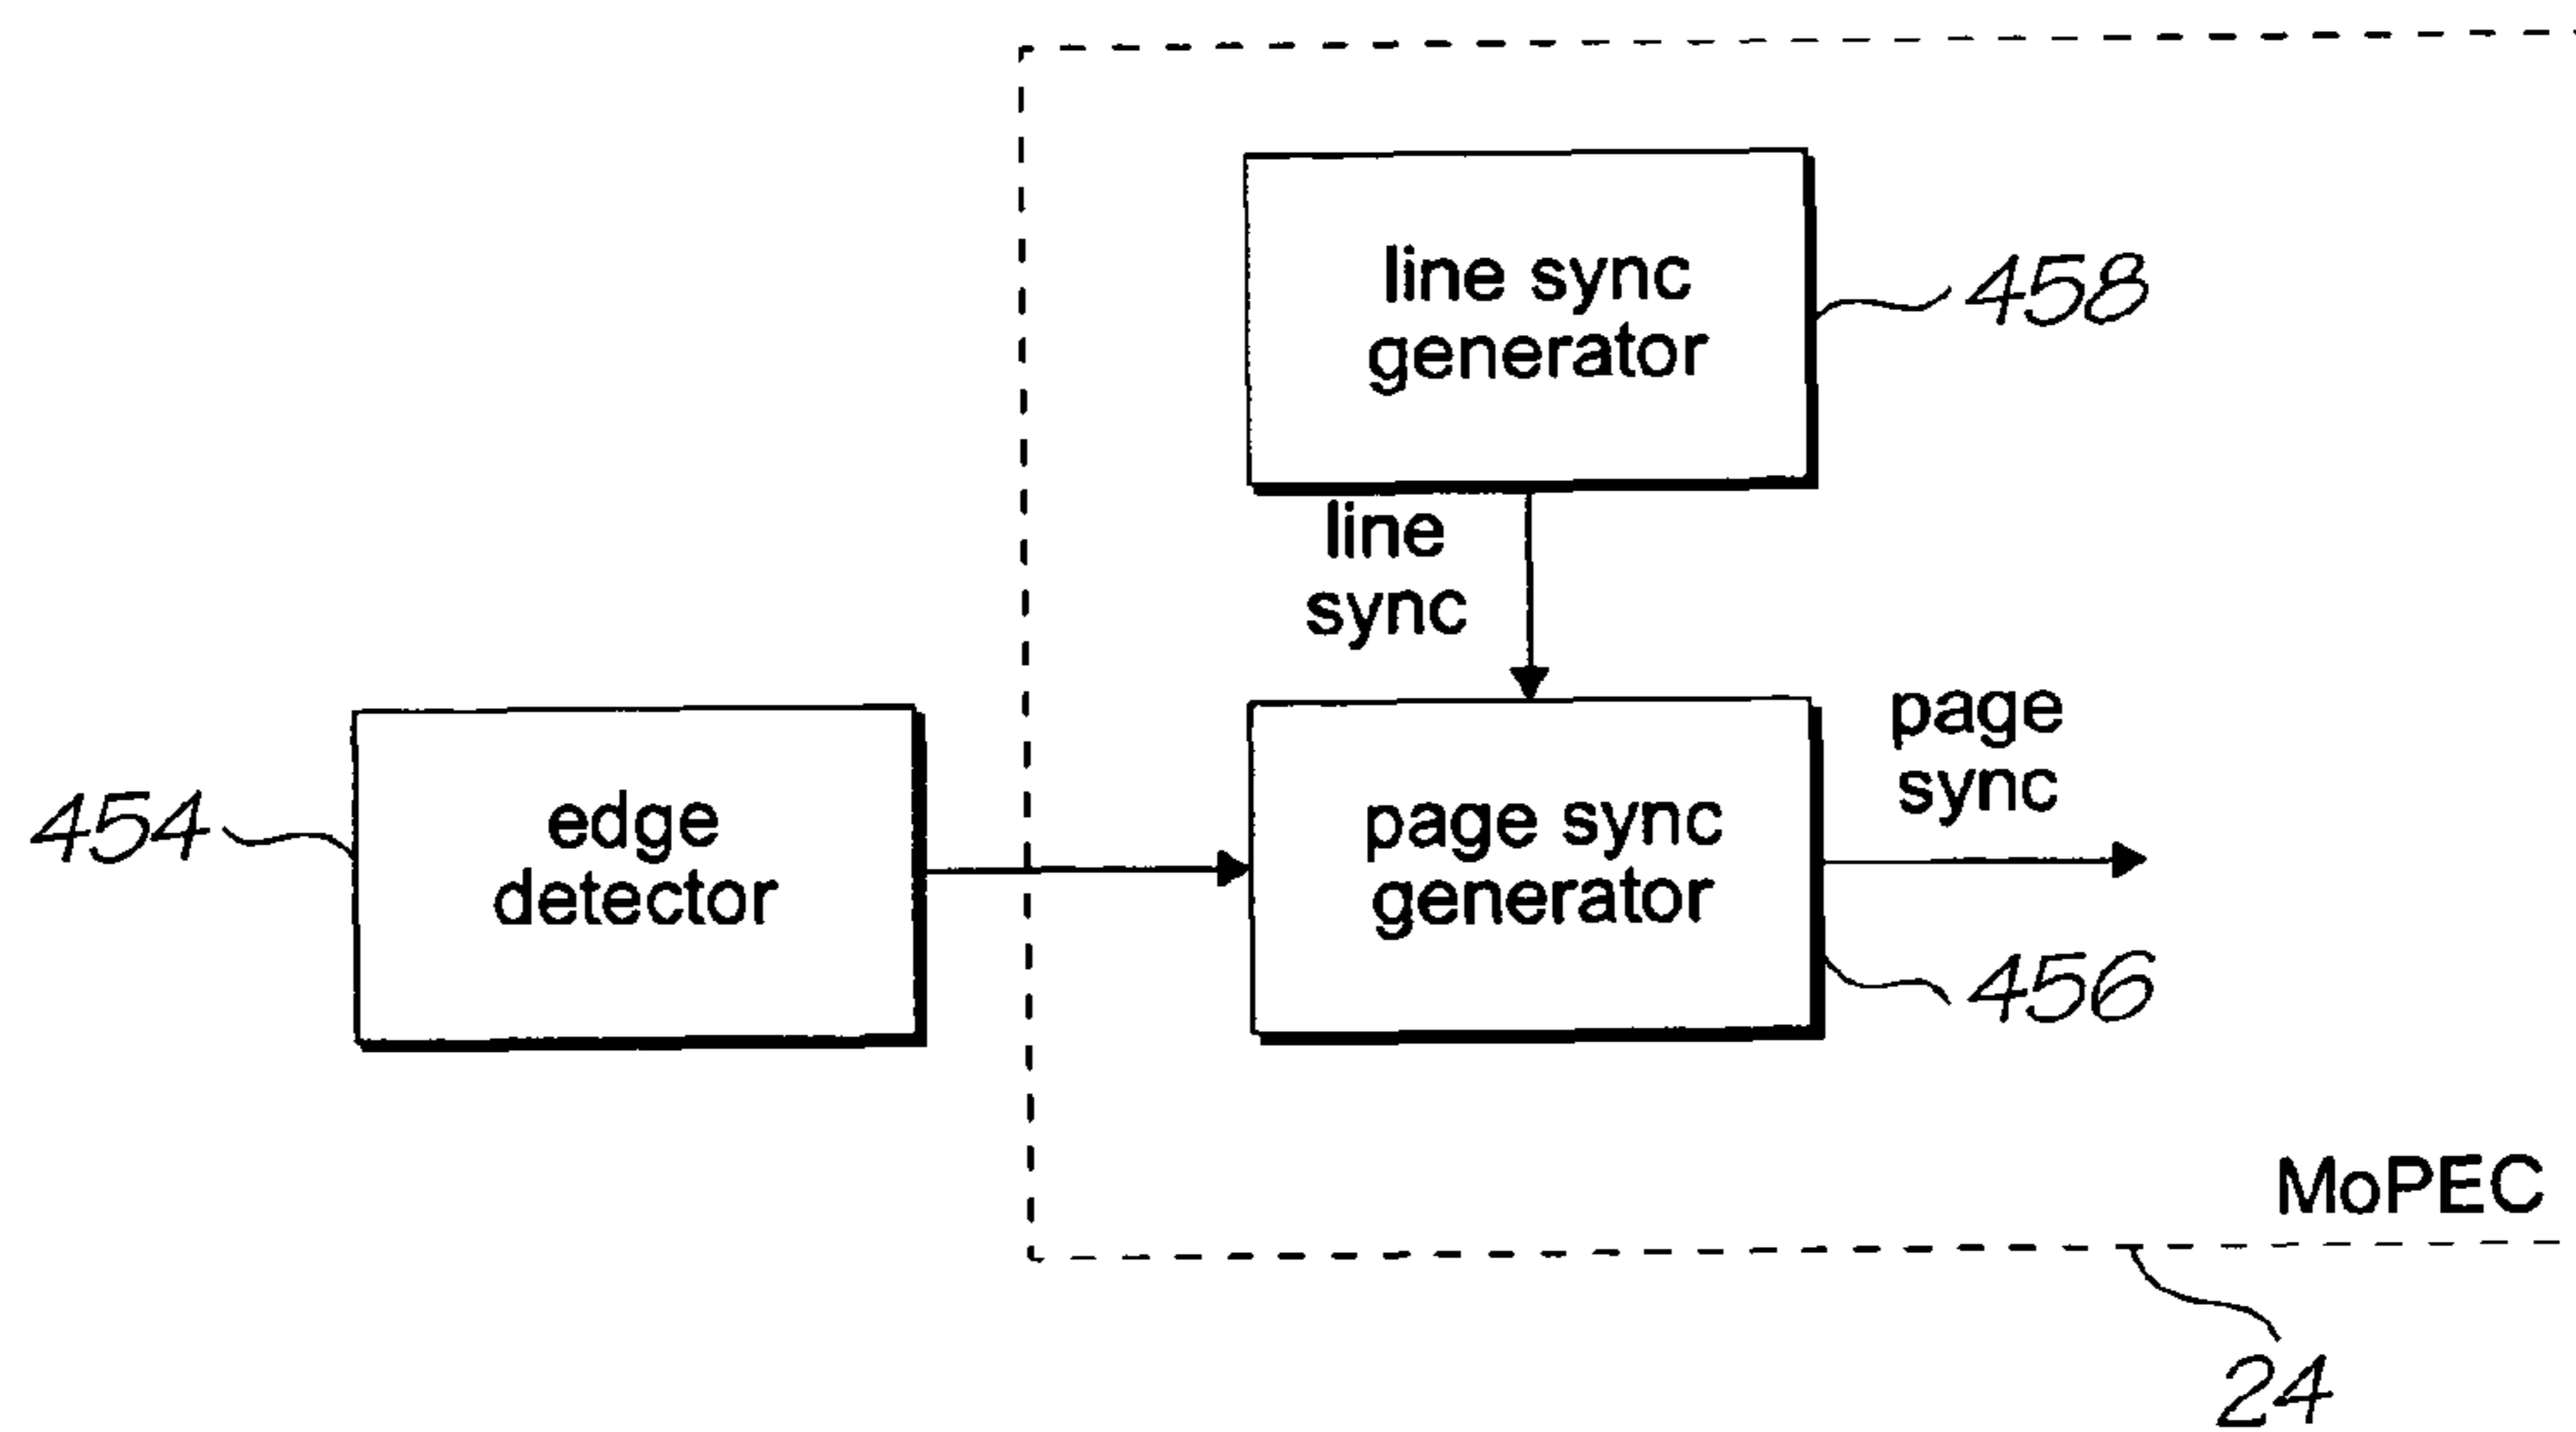 line sync
generator
458
line
sync
page
sync
454
edge
detector
page sync
generator
456
MoPEC
24